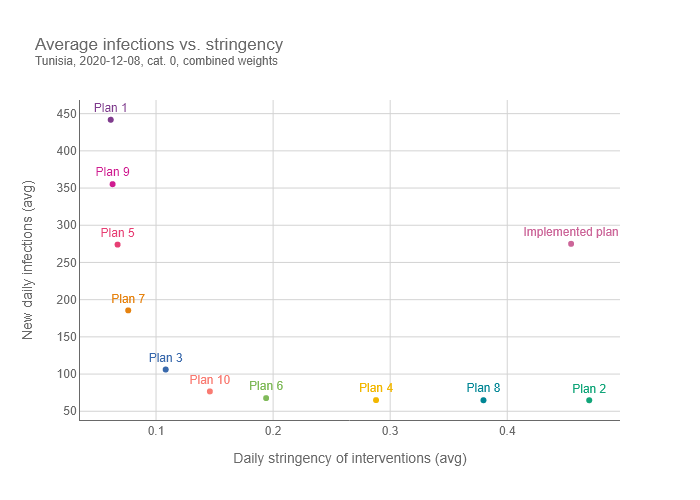 Average infections vs. stringency
Tunisia, 2020-12-08, cat. 0, combined weights
New daily infections (avg)
450
400
350
300
250
200
150
100
50
Plan 1
Plan 9
Plan 5
Implemented plan
Plan 7
Plan 3
Plan 10
Plan 6
Plan 4
Plan 8
Plan 2
0.1
0.2
0.3
0.4
Daily stringency of interventions (avg)